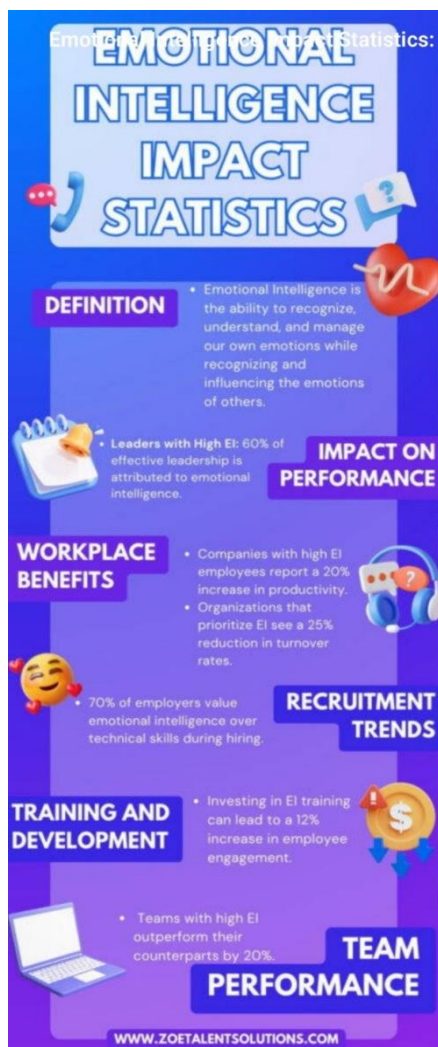 Emotional Intelligence Impact Statistics:
EMOTIONAL
INTELLIGENCE
IMPACT
STATISTICS
DEFINITION
• Emotional Intelligence is
the ability to recognize,
understand, and manage
our own emotions while
recognizing and
influencing the emotions
of others.
• Leaders with High EI: 60% of
effective leadership is
attributed to emotional
intelligence.
IMPACT ON
PERFORMANCE
WORKPLACE
BENEFITS
• Companies with high EI
employees report a 20%
increase in productivity.
• Organizations that
prioritize EI see a 25%
reduction in turnover
rates.
• 70% of employers value
emotional intelligence over
technical skills during hiring.
RECRUITMENT
TRENDS
TRAINING AND
DEVELOPMENT
• Investing in EI training
can lead to a 12%
increase in employee
engagement.
• Teams with high EI
outperform their
counterparts by 20%.
TEAM
PERFORMANCE
WWW.ZOETALENTSOLUTIONS.COM